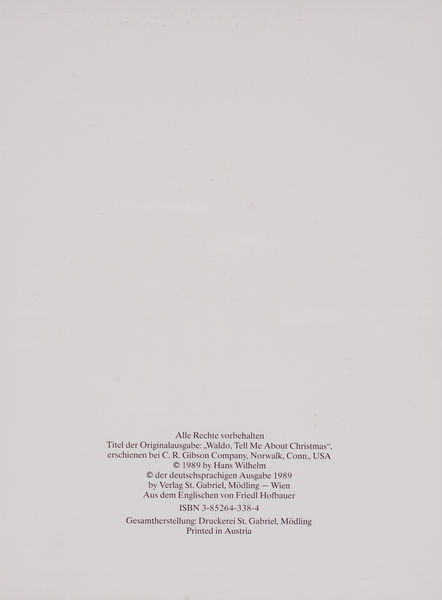 Alle Rechte vorbehalten
Titel der Originalausgabe: „Waldo, Tell Me About Christmas“,
erschienen bei C. R. Gibson Company, Norwalk, Conn., USA
© 1989 by Hans Wilhelm
© der deutschsprachigen Ausgabe 1989
by Verlag St. Gabriel, Mödling — Wien
Aus dem Englischen von Friedl Hofbauer
ISBN 3-85264-338-4
Gesamtherstellung: Druckerei St. Gabriel, Mödling
Printed in Austria